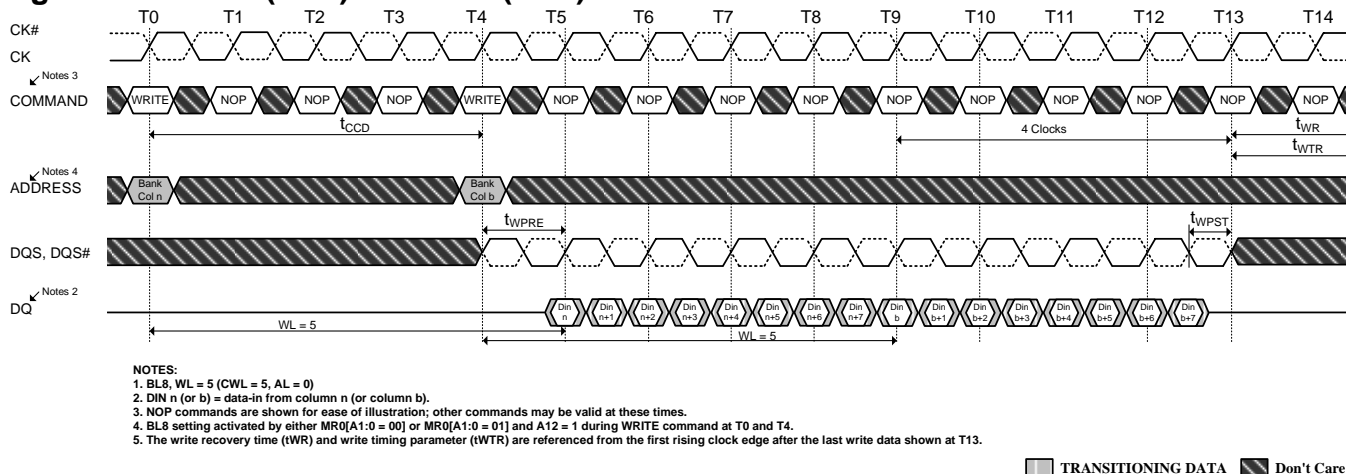 T0 T1 T2 T3 T4 T5 T6 T7 T8 T9 T10 T11 T12 T13 T14
CK#
CK
Notes 3
COMMAND
WRITE NOP NOP NOP WRITE NOP NOP NOP NOP NOP NOP NOP NOP NOP NOP
tCCD
4 Clocks
tWR
tWTR
Notes 4
ADDRESS
Bank Bank
Col n Col b
tWPRE
tWPST
DQS, DQS#
Notes 2
DQ
Din Din Din Din Din Din Din Din Din Din Din Din Din Din Din Din
n n+1 n+2 n+3 n+4 n+5 n+6 n+7 b b+1 b+2 b+3 b+4 b+5 b+6 b+7
WL = 5
WL = 5
NOTES:
1. BL8, WL = 5 (CWL = 5, AL = 0)
2. DIN n (or b) = data-in from column n (or column b).
3. NOP commands are shown for ease of illustration; other commands may be valid at these times.
4. BL8 setting activated by either MR0[A1:0 = 00] or MR0[A1:0 = 01] and A12 = 1 during WRITE command at T0 and T4.
5. The write recovery time (tWR) and write timing parameter (tWTR) are referenced from the first rising clock edge after the last write data shown at T13.
TRANSITIONING DATA Don't Care